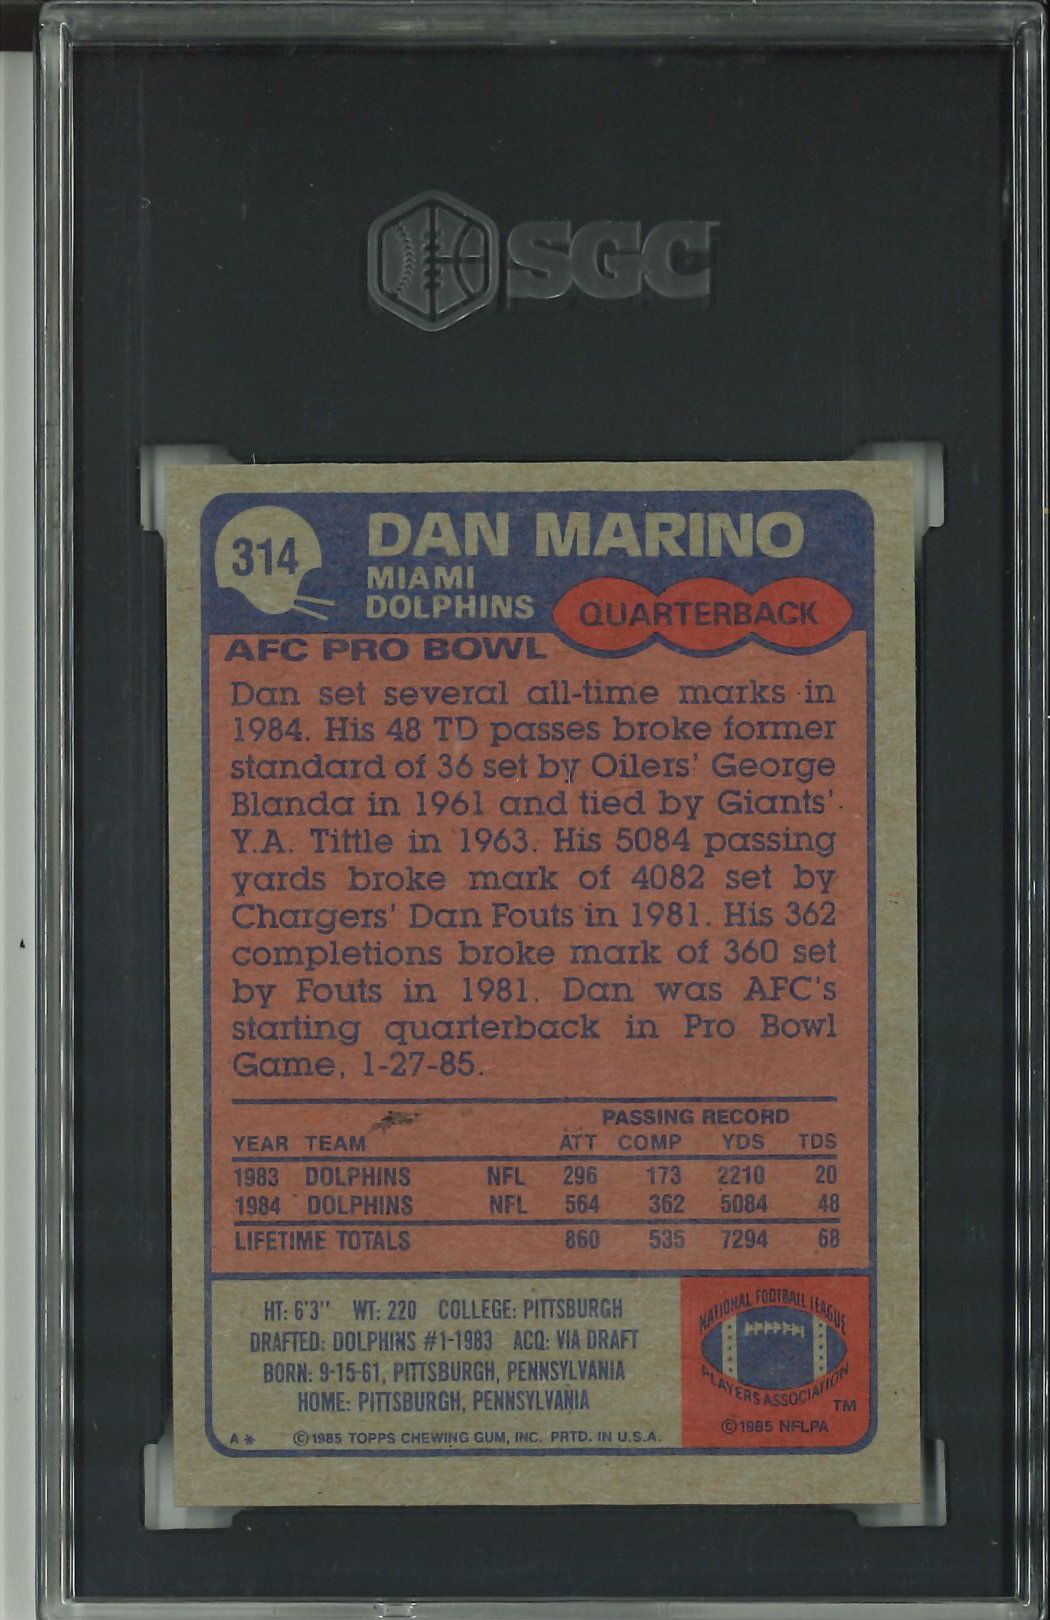 SGC
314
DAN MARINO
MIAMI
DOLPHINS
QUARTERBACK
AFC PRO BOWL
Dan set several all-time marks in
1984. His 48 TD passes broke former
standard of 36 set by Oilers' George
Blanda in 1961 and tied by Giants'
Y.A. Tittle in 1963. His 5084 passing
yards broke mark of 4082 set by
Chargers' Dan Fouts in 1981. His 362
completions broke mark of 360 set
by Fouts in 1981. Dan was AFC's
starting quarterback in Pro Bowl
Game, 1-27-85.
PASSING RECORD
YEAR TEAM ATT COMP YDS TDS
1983 DOLPHINS NFL 296 173 2210 20
1984 DOLPHINS NFL 564 362 5084 48
LIFETIME TOTALS 860 535 7294 68
HT: 6'3" WT: 220 COLLEGE: PITTSBURGH
DRAFTED: DOLPHINS #1-1983 ACQ: VIA DRAFT
BORN: 9-15-61, PITTSBURGH, PENNSYLVANIA
HOME: PITTSBURGH, PENNSYLVANIA
A* ©1985 TOPPS CHEWING GUM, INC. PRTD. IN U.S.A.
NATIONAL FOOTBALL LEAGUE
PLAYERS ASSOCIATION
TM
©1985 NFLPA